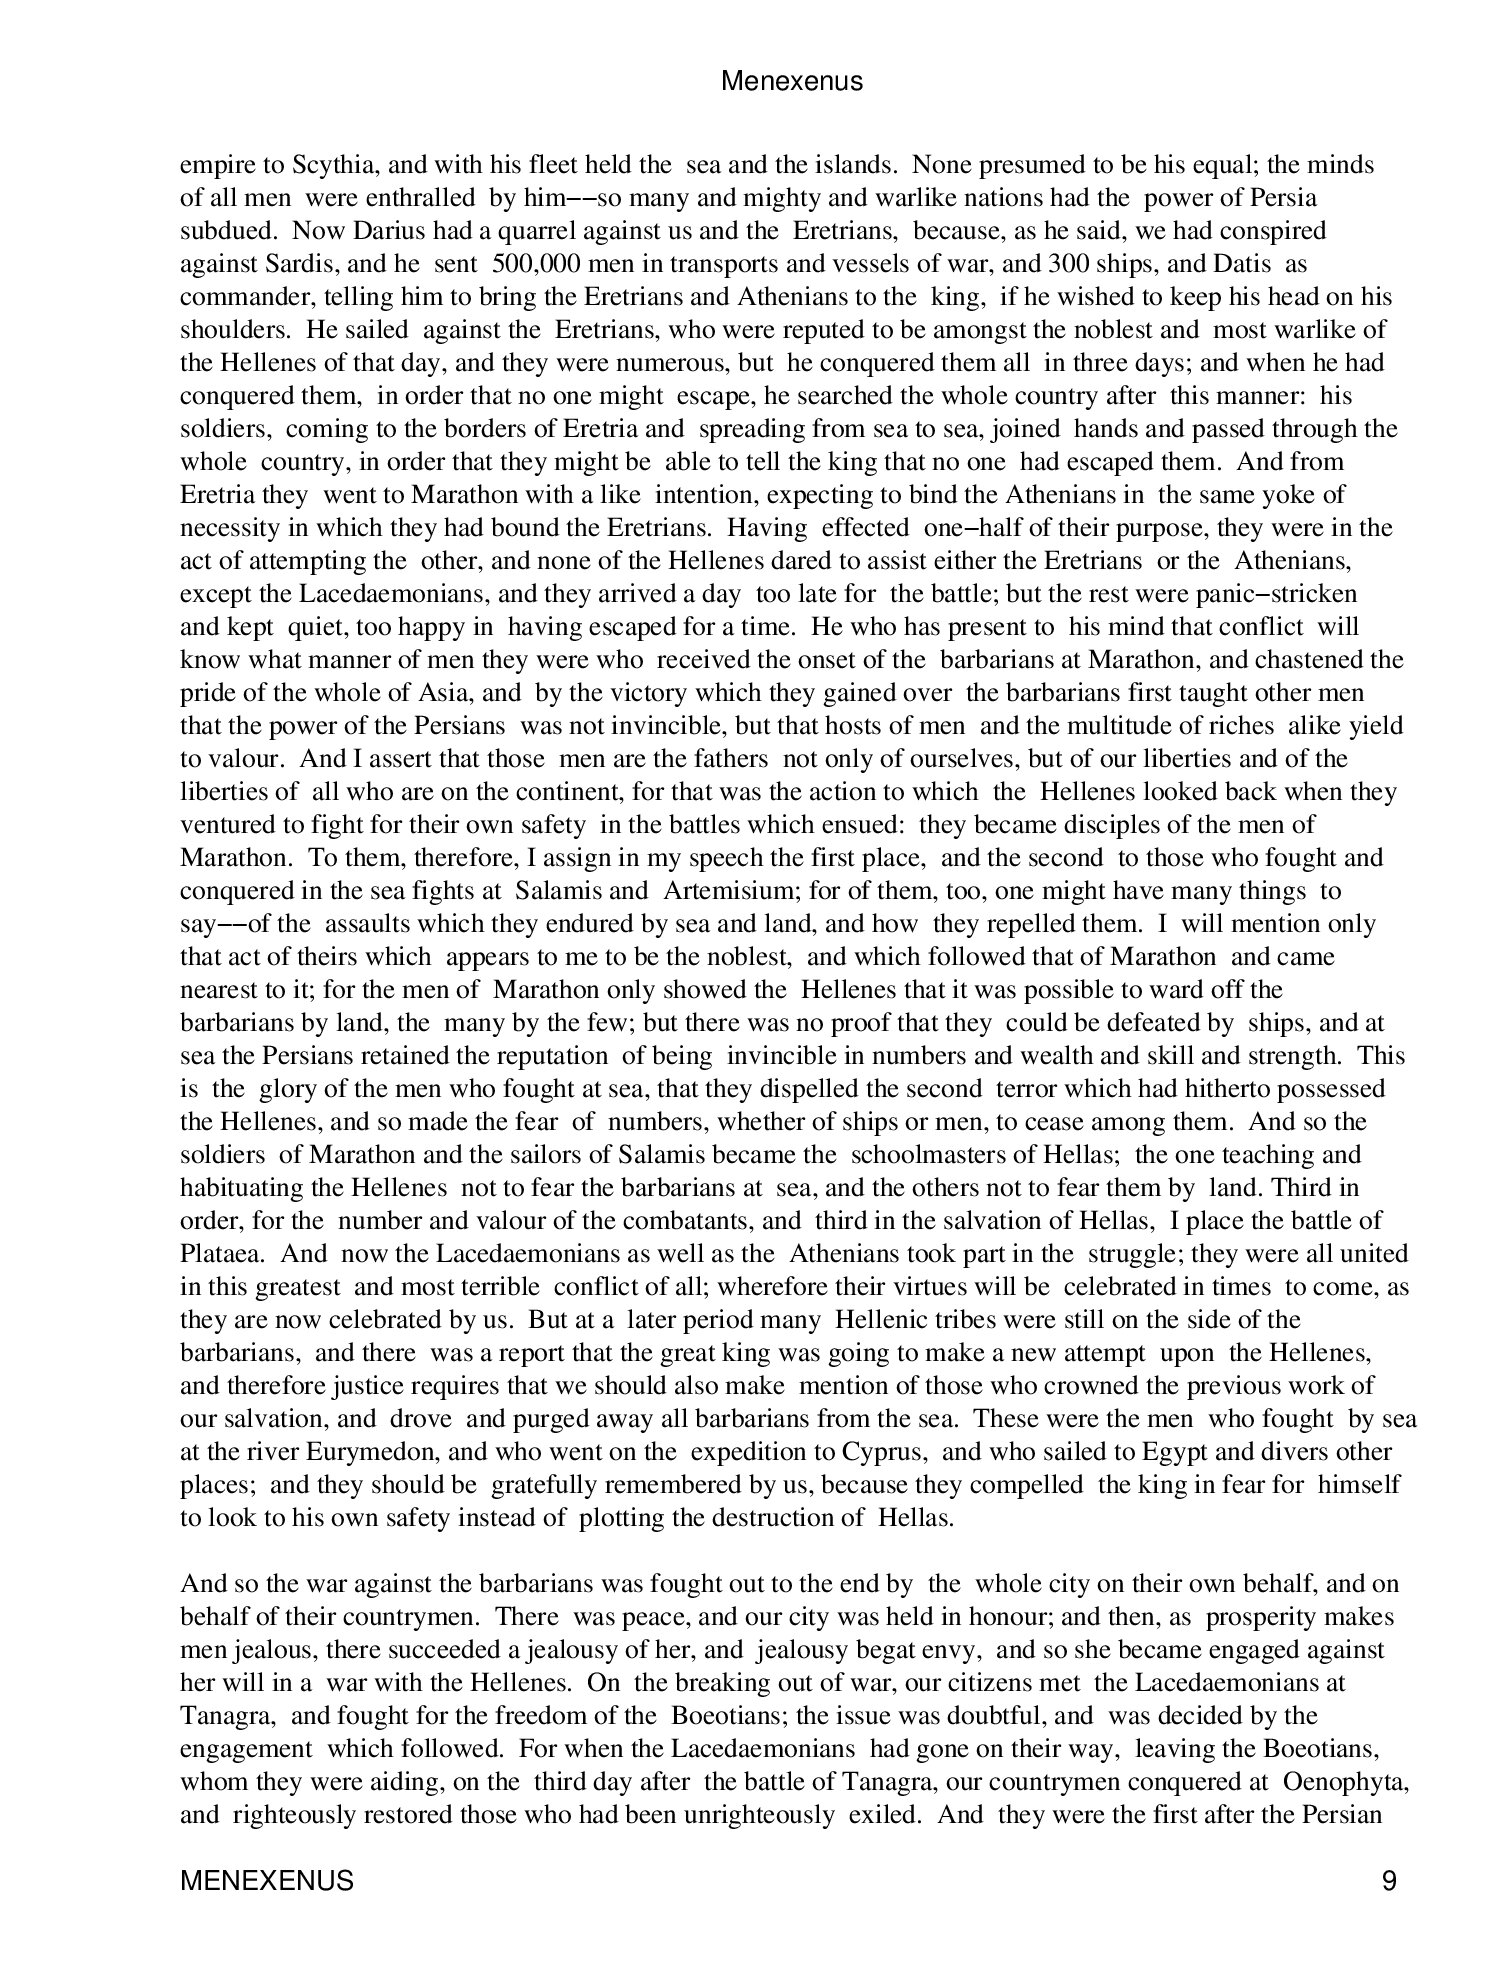 Menexenus
empire to Scythia, and with his fleet held the sea and the islands. None presumed to be his equal; the minds
of all men were enthralled by him−−so many and mighty and warlike nations had the power of Persia
subdued. Now Darius had a quarrel against us and the Eretrians, because, as he said, we had conspired
against Sardis, and he sent 500,000 men in transports and vessels of war, and 300 ships, and Datis as
commander, telling him to bring the Eretrians and Athenians to the king, if he wished to keep his head on his
shoulders. He sailed against the Eretrians, who were reputed to be amongst the noblest and most warlike of
the Hellenes of that day, and they were numerous, but he conquered them all in three days; and when he had
conquered them, in order that no one might escape, he searched the whole country after this manner: his
soldiers, coming to the borders of Eretria and spreading from sea to sea, joined hands and passed through the
whole country, in order that they might be able to tell the king that no one had escaped them. And from
Eretria they went to Marathon with a like intention, expecting to bind the Athenians in the same yoke of
necessity in which they had bound the Eretrians. Having effected one−half of their purpose, they were in the
act of attempting the other, and none of the Hellenes dared to assist either the Eretrians or the Athenians,
except the Lacedaemonians, and they arrived a day too late for the battle; but the rest were panic−stricken
and kept quiet, too happy in having escaped for a time. He who has present to his mind that conflict will
know what manner of men they were who received the onset of the barbarians at Marathon, and chastened the
pride of the whole of Asia, and by the victory which they gained over the barbarians first taught other men
that the power of the Persians was not invincible, but that hosts of men and the multitude of riches alike yield
to valour. And I assert that those men are the fathers not only of ourselves, but of our liberties and of the
liberties of all who are on the continent, for that was the action to which the Hellenes looked back when they
ventured to fight for their own safety in the battles which ensued: they became disciples of the men of
Marathon. To them, therefore, I assign in my speech the first place, and the second to those who fought and
conquered in the sea fights at Salamis and Artemisium; for of them, too, one might have many things to
say−−of the assaults which they endured by sea and land, and how they repelled them. I will mention only
that act of theirs which appears to me to be the noblest, and which followed that of Marathon and came
nearest to it; for the men of Marathon only showed the Hellenes that it was possible to ward off the
barbarians by land, the many by the few; but there was no proof that they could be defeated by ships, and at
sea the Persians retained the reputation of being invincible in numbers and wealth and skill and strength. This
is the glory of the men who fought at sea, that they dispelled the second terror which had hitherto possessed
the Hellenes, and so made the fear of numbers, whether of ships or men, to cease among them. And so the
soldiers of Marathon and the sailors of Salamis became the schoolmasters of Hellas; the one teaching and
habituating the Hellenes not to fear the barbarians at sea, and the others not to fear them by land. Third in
order, for the number and valour of the combatants, and third in the salvation of Hellas, I place the battle of
Plataea. And now the Lacedaemonians as well as the Athenians took part in the struggle; they were all united
in this greatest and most terrible conflict of all; wherefore their virtues will be celebrated in times to come, as
they are now celebrated by us. But at a later period many Hellenic tribes were still on the side of the
barbarians, and there was a report that the great king was going to make a new attempt upon the Hellenes,
and therefore justice requires that we should also make mention of those who crowned the previous work of
our salvation, and drove and purged away all barbarians from the sea. These were the men who fought by sea
at the river Eurymedon, and who went on the expedition to Cyprus, and who sailed to Egypt and divers other
places; and they should be gratefully remembered by us, because they compelled the king in fear for himself
to look to his own safety instead of plotting the destruction of Hellas.
And so the war against the barbarians was fought out to the end by the whole city on their own behalf, and on
behalf of their countrymen. There was peace, and our city was held in honour; and then, as prosperity makes
men jealous, there succeeded a jealousy of her, and jealousy begat envy, and so she became engaged against
her will in a war with the Hellenes. On the breaking out of war, our citizens met the Lacedaemonians at
Tanagra, and fought for the freedom of the Boeotians; the issue was doubtful, and was decided by the
engagement which followed. For when the Lacedaemonians had gone on their way, leaving the Boeotians,
whom they were aiding, on the third day after the battle of Tanagra, our countrymen conquered at Oenophyta,
and righteously restored those who had been unrighteously exiled. And they were the first after the Persian
MENEXENUS 9